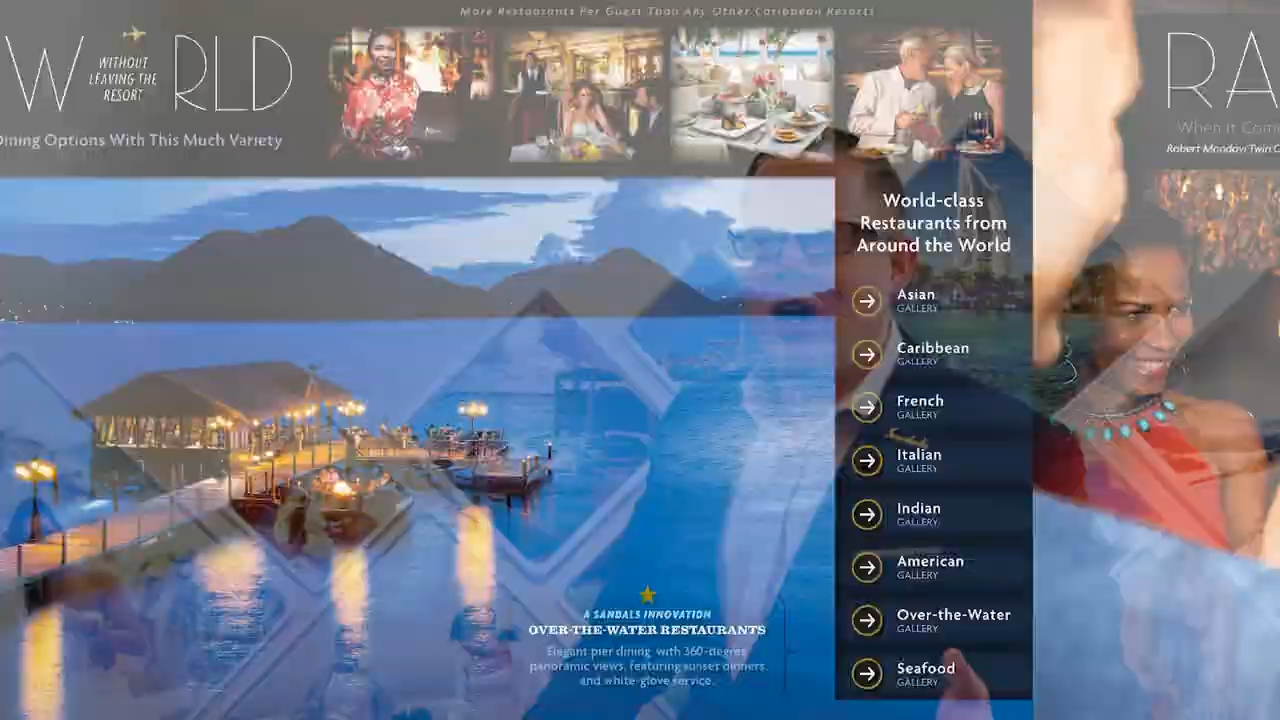 More Restaurants Per Guest Than Any Other Caribbean Resorts
W RLD
WITHOUT
LEAVING THE
RESORT
Dining Options With This Much Variety
RA
When It Com
Robert Mondavi Twin O
World-class
Restaurants from
Around the World
Asian
GALLERY
Caribbean
GALLERY
French
GALLERY
Italian
GALLERY
Indian
GALLERY
American
GALLERY
Over-the-Water
GALLERY
Seafood
GALLERY
A SANDALS INNOVATION
OVER-THE-WATER RESTAURANTS
Elegant pier dining with 360-degree
panoramic views, featuring sunset dinners,
and white-glove service.